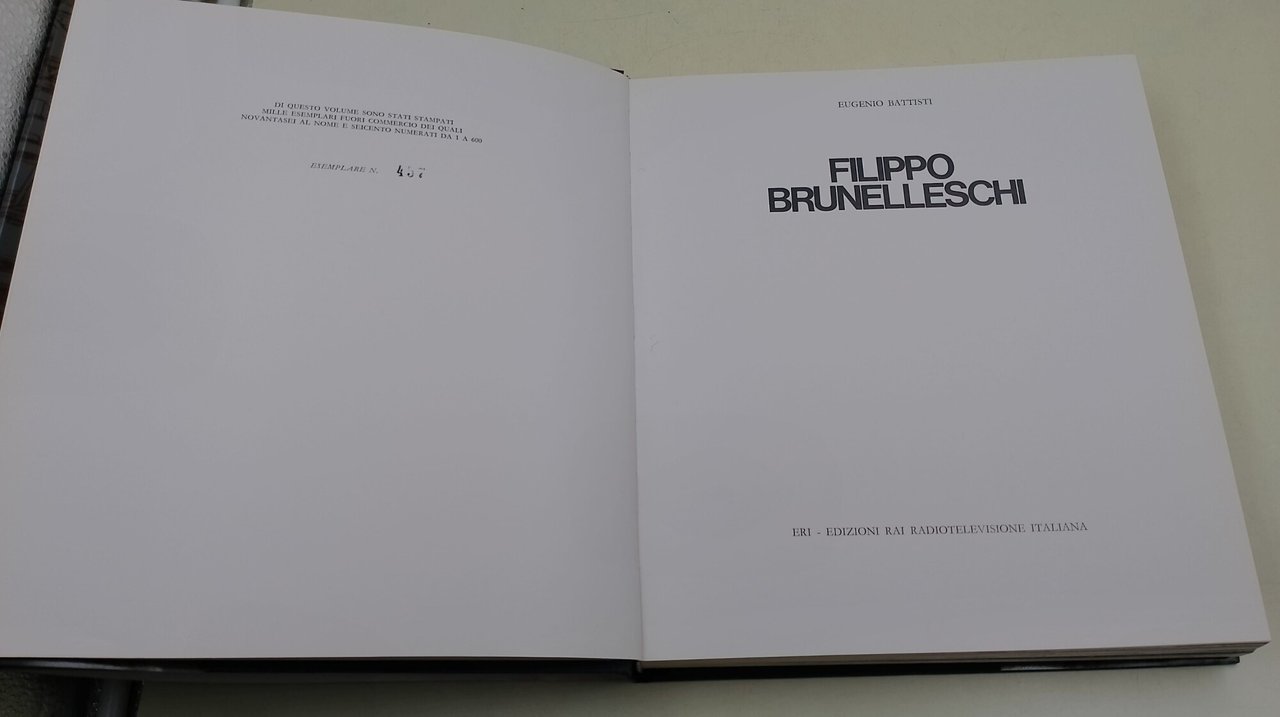 DI QUESTO VOLUME SONO STATI STAMPATI
MILLE ESEMPLARI FUORI COMMERCIO DEI QUALI
NOVANTASEI AL NOME E SEICENTO NUMERATI DA 1 A 600
ESEMPLARE N. 457
EUGENIO BATTISTI
FILIPPO
BRUNELLESCHI
ERI - EDIZIONI RAI RADIOTELEVISIONE ITALIANA